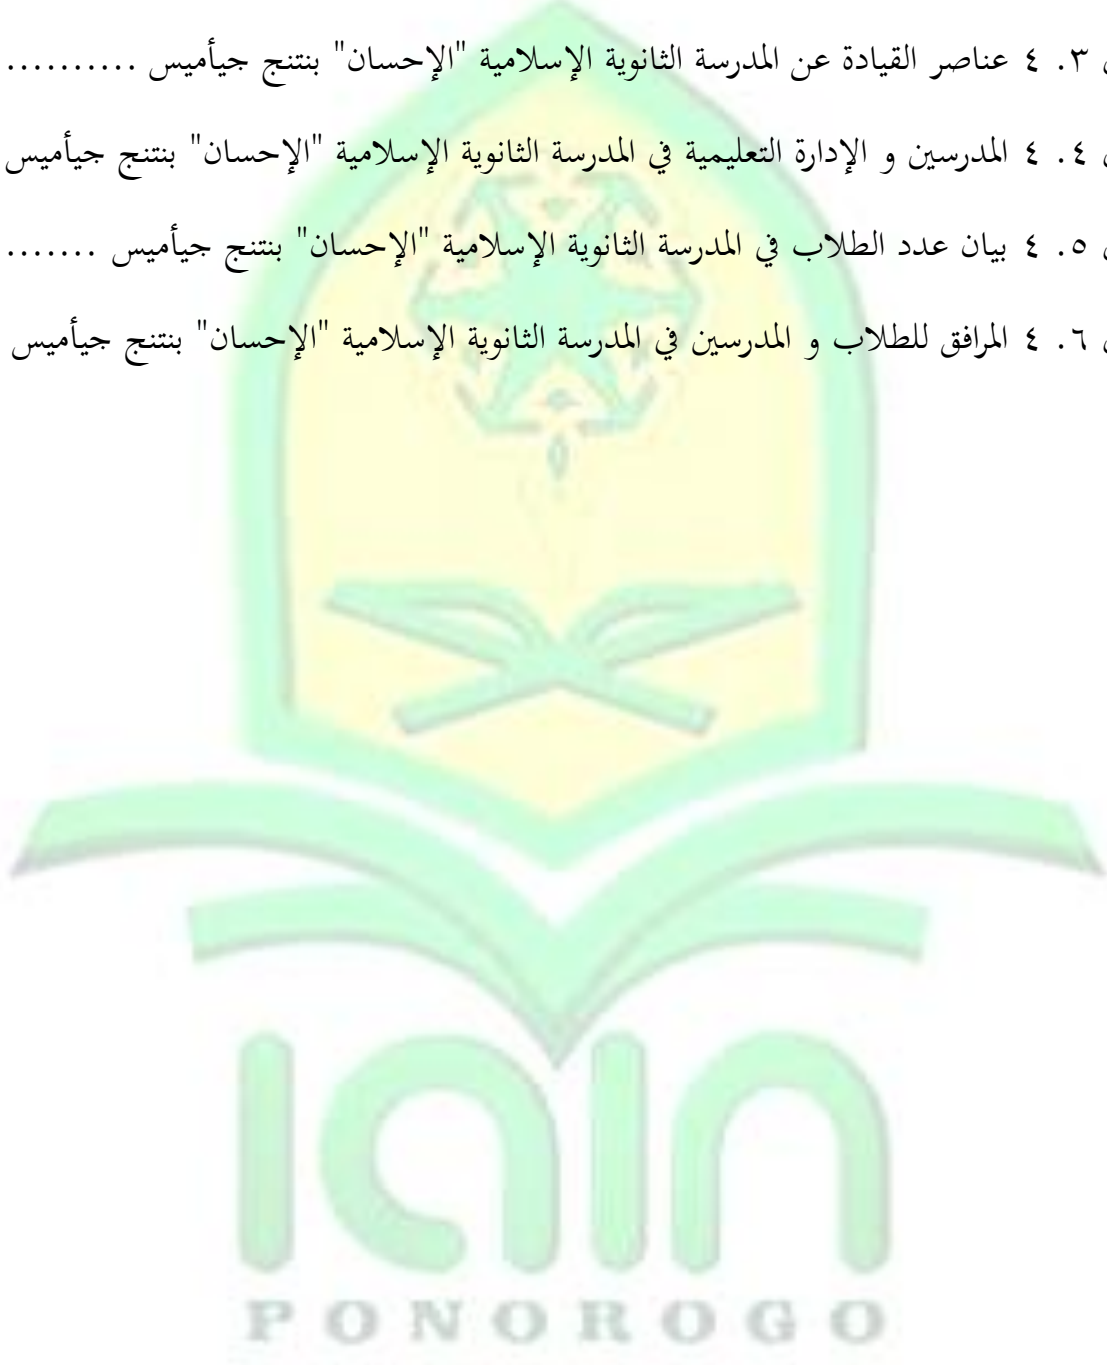 ٣. ٤ عناصر القيادة عن المدرسة الثانوية الإسلامية "الإحسان" بنتنج جيأميس ..........
٤. ٤ المدرسين و الإدارة التعليمية في المدرسة الثانوية الإسلامية "الإحسان" بنتنج جيأميس
٥. ٤ بيان عدد الطلاب في المدرسة الثانوية الإسلامية "الإحسان" بنتنج جيأميس .......
٦. ٤ المرافق للطلاب و المدرسين في المدرسة الثانوية الإسلامية "الإحسان" بنتنج جيأميس
iain
PONOROGO